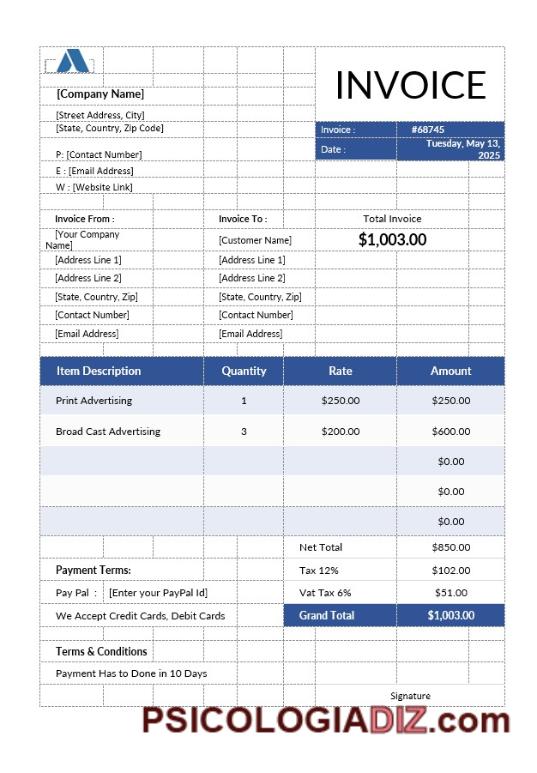 INVOICE
[Company Name]
[Street Address, City]
[State, Country, Zip Code]
Invoice : #68745
Date : Tuesday, May 13,
2025
P: [Contact Number]
E : [Email Address]
W : [Website Link]
Invoice From : Invoice To : Total Invoice
[Your Company
Name] [Customer Name] $1,003.00
[Address Line 1] [Address Line 1]
[Address Line 2] [Address Line 2]
[State, Country, Zip] [State, Country, Zip]
[Contact Number] [Contact Number]
[Email Address] [Email Address]
Item Description Quantity Rate Amount
Print Advertising 1 $250.00 $250.00
Broad Cast Advertising 3 $200.00 $600.00
$0.00
$0.00
$0.00
Net Total $850.00
Payment Terms: Tax 12% $102.00
Pay Pal : [Enter your PayPal Id] Vat Tax 6% $51.00
We Accept Credit Cards, Debit Cards Grand Total $1,003.00
Terms & Conditions
Payment Has to Done in 10 Days
Signature
PSICOLOGIADIZ.com